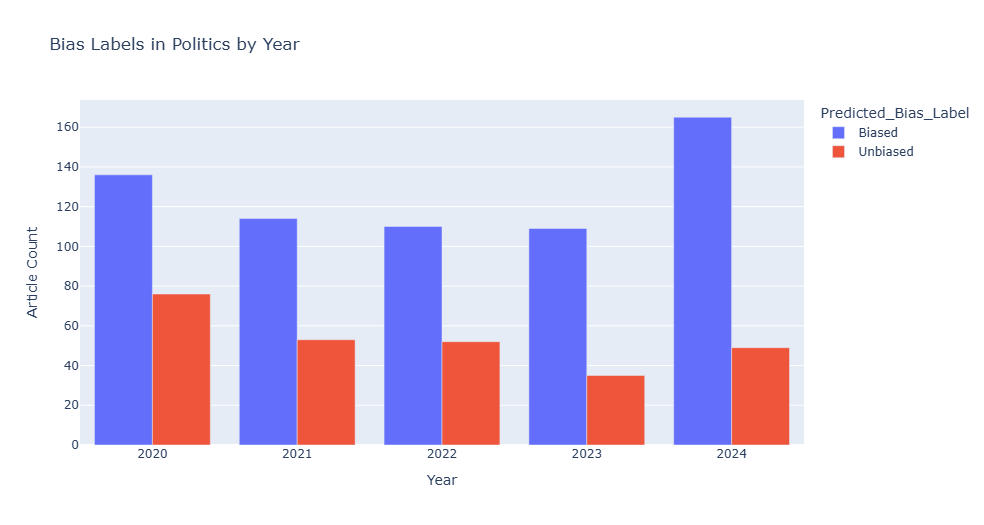 Bias Labels in Politics by Year
Predicted_Bias_Label
Biased
Unbiased
Article Count
160
140
120
100
80
60
40
20
0
2020
2021
2022
2023
2024
Year